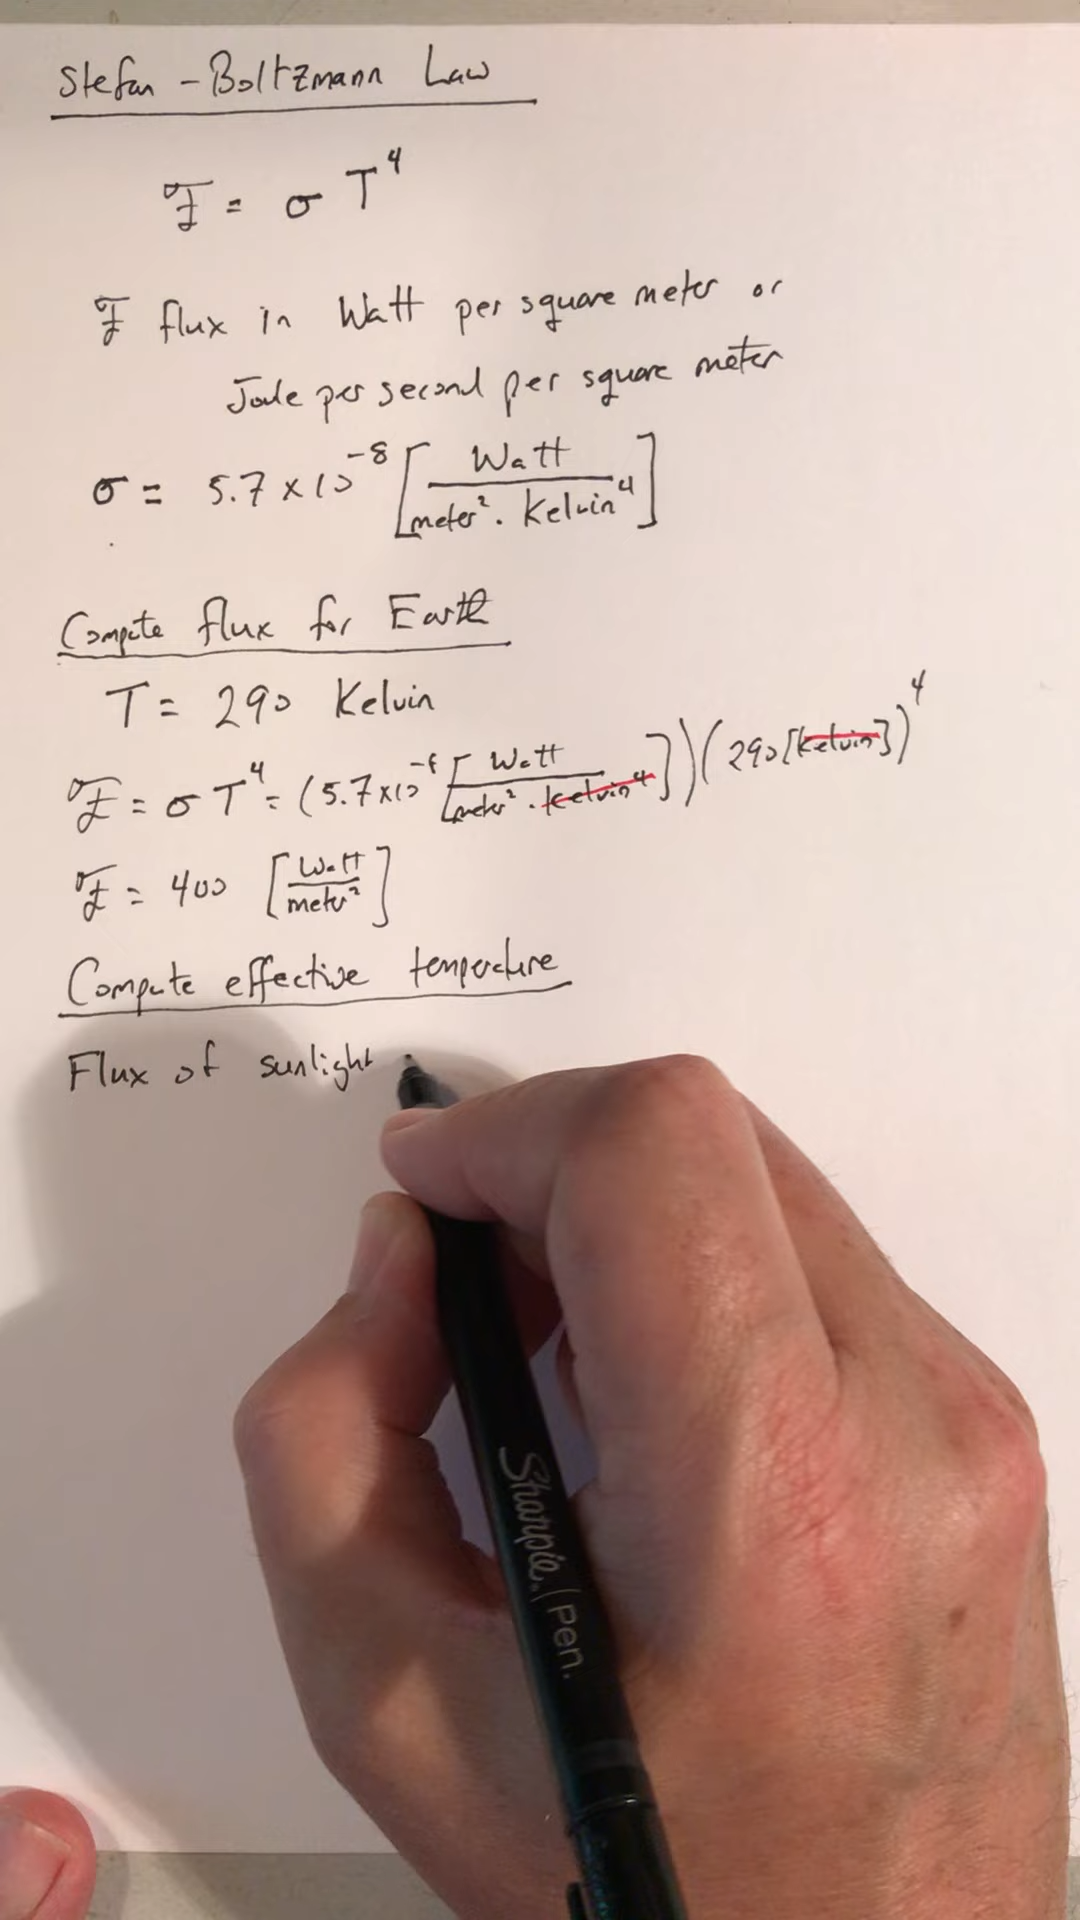 Stefan-Boltzmann Law
F = σ T⁴
F flux in Watt per square meter or
Joule per second per square meter
σ = 5.7 × 10⁻⁸ [Watt / meter² · Kelvin⁴]
Compute flux for Earth
T = 290 Kelvin
F = σ T⁴ = (5.7×10⁻⁸ [Watt / meter² · Kelvin⁴]) (290 [Kelvin])⁴
F = 400 [Watt / meter²]
Compute effective temperature
Flux of sunlight
Sharpie. Pen.